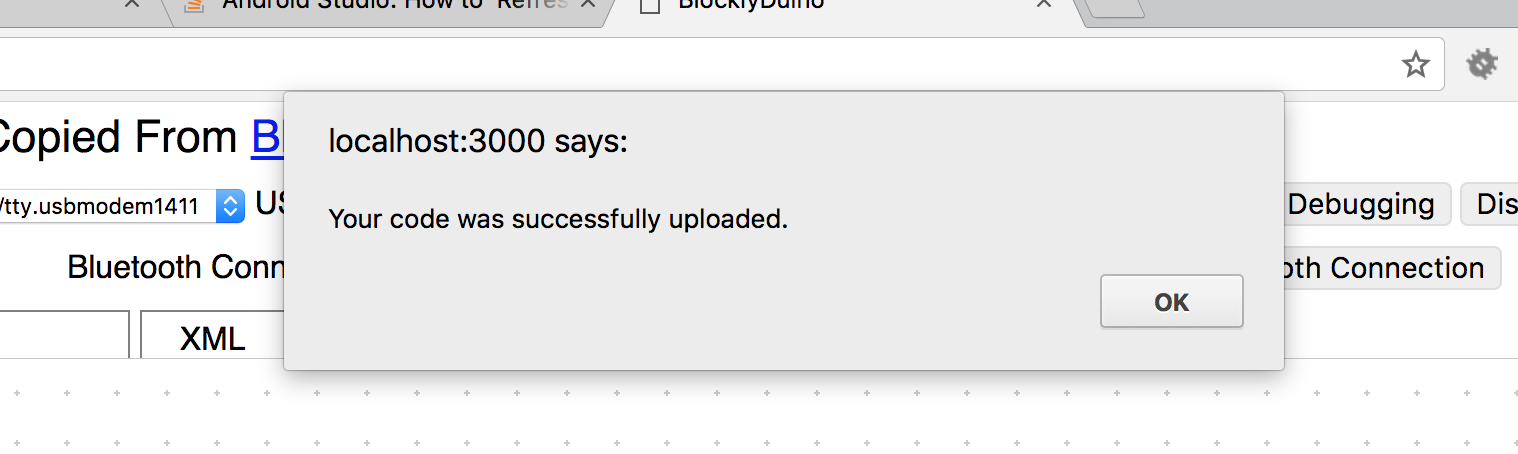 Android Studio: How to 'Refres
BlocklyDuino
Copied From Bl
localhost:3000 says:
/tty.usbmodem1411
US
Your code was successfully uploaded.
Debugging
Dis
Bluetooth Conn
oth Connection
OK
XML